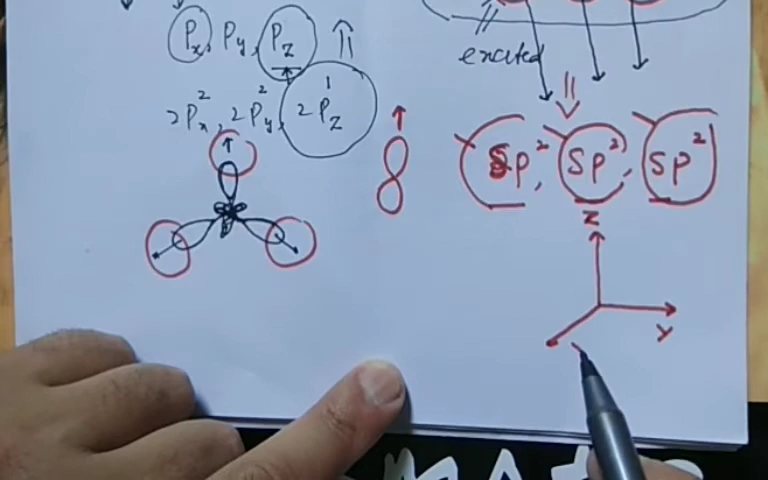 Px, Py, Pz
excited
2Px², 2Py², 2Pz¹
sp², sp², sp²
Z
Y